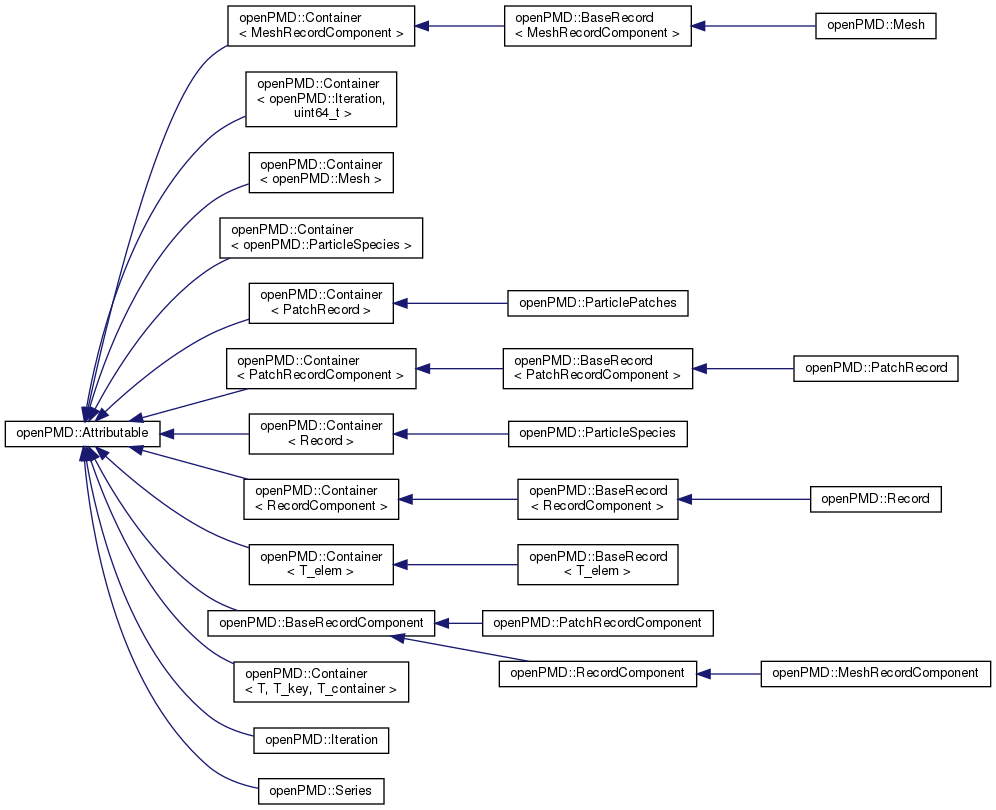 openPMD::Container
< MeshRecordComponent >
openPMD::BaseRecord
< MeshRecordComponent >
openPMD::Mesh
openPMD::Container
< openPMD::Iteration,
uint64_t >
openPMD::Container
< openPMD::Mesh >
openPMD::Container
< openPMD::ParticleSpecies >
openPMD::Container
< PatchRecord >
openPMD::ParticlePatches
openPMD::Container
< PatchRecordComponent >
openPMD::BaseRecord
< PatchRecordComponent >
openPMD::PatchRecord
openPMD::Attributable
openPMD::Container
< Record >
openPMD::ParticleSpecies
openPMD::Container
< RecordComponent >
openPMD::BaseRecord
< RecordComponent >
openPMD::Record
openPMD::Container
< T_elem >
openPMD::BaseRecord
< T_elem >
openPMD::BaseRecordComponent
openPMD::PatchRecordComponent
openPMD::RecordComponent
openPMD::MeshRecordComponent
openPMD::Container
< T, T_key, T_container >
openPMD::Iteration
openPMD::Series